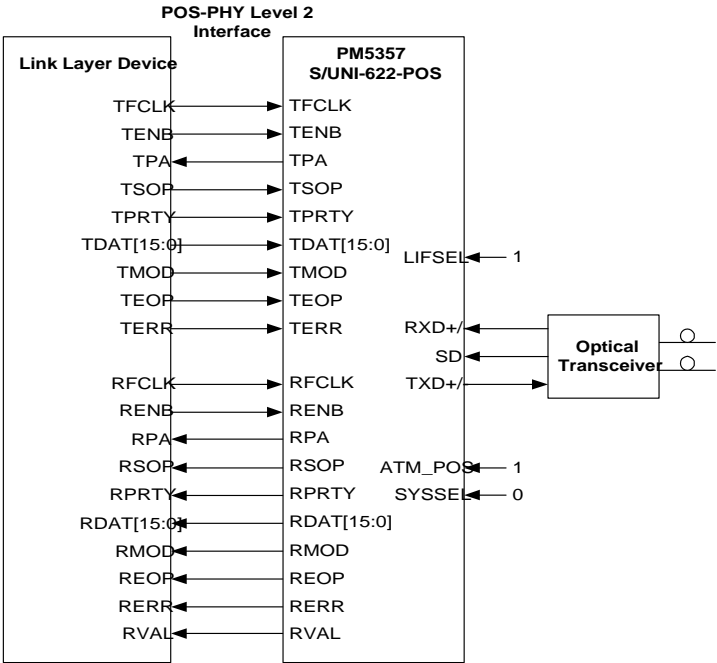 POS-PHY Level 2
Interface
Link Layer Device
PM5357
S/UNI-622-POS
TFCLK TFCLK
TENB TENB
TPA TPA
TSOP TSOP
TPRTY TPRTY
TDAT[15:0] TDAT[15:0]
LIFSEL 1
TMOD TMOD
TEOP TEOP
TERR TERR RXD+/-
SD
Optical
Transceiver
RFCLK RFCLK TXD+/-
RENB RENB
RPA RPA
RSOP RSOP ATM_POS 1
RPRTY RPRTY SYSSEL 0
RDAT[15:0] RDAT[15:0]
RMOD RMOD
REOP REOP
RERR RERR
RVAL RVAL